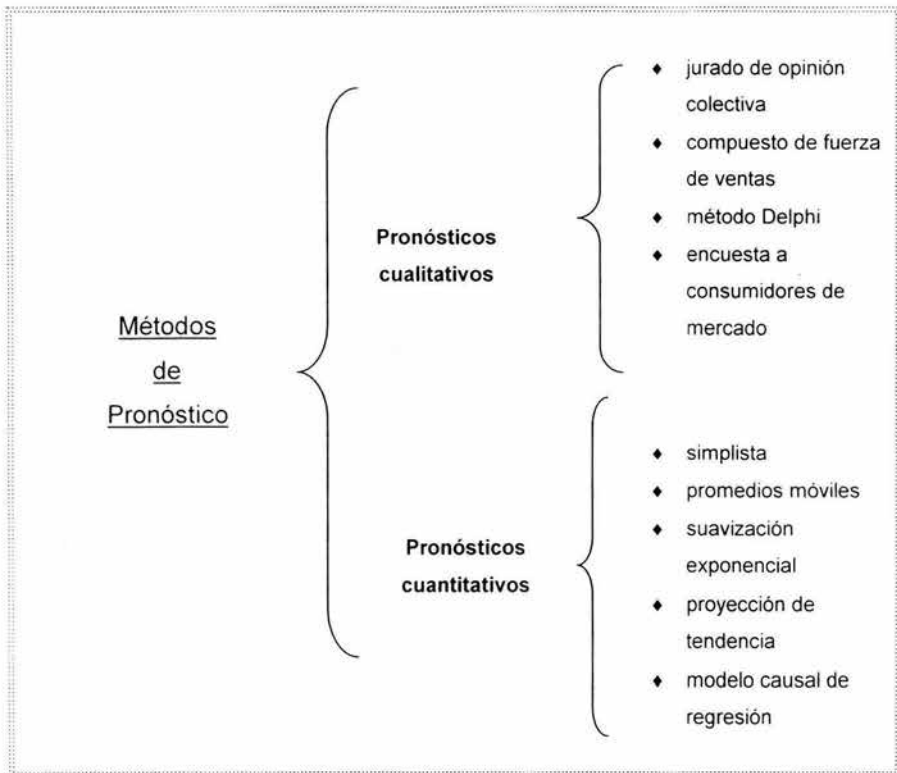 Métodos
de
Pronóstico
Pronósticos
cualitativos
♦ jurado de opinión
colectiva
♦ compuesto de fuerza
de ventas
♦ método Delphi
♦ encuesta a
consumidores de
mercado
Pronósticos
cuantitativos
♦ simplista
♦ promedios móviles
♦ suavización
exponencial
♦ proyección de
tendencia
♦ modelo causal de
regresión